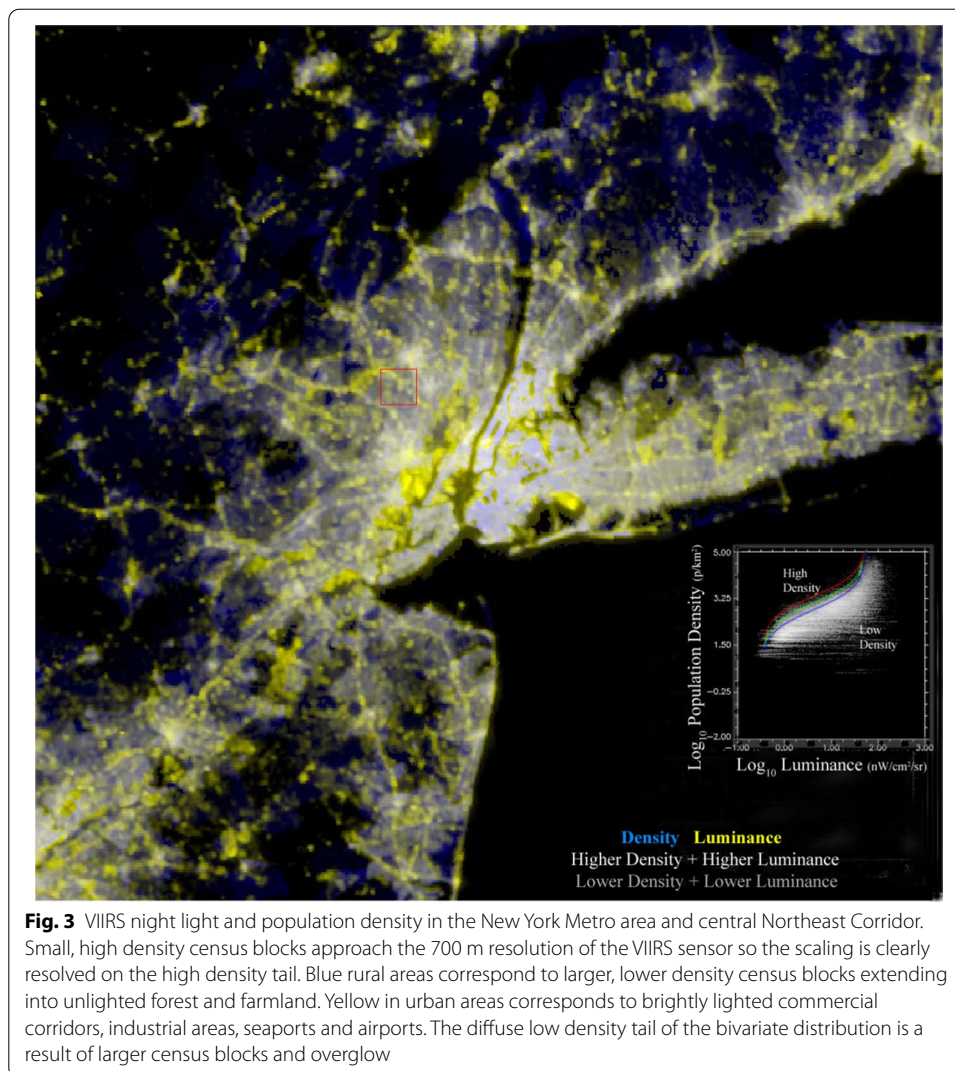 5.00
3.25
1.50
−0.25
−2.00
High
Density
Low
Density
Log10 Population Density (p/km²)
−1.00 0.00 1.00 2.00 3.00
Log10 Luminance (nW/cm²/sr)
Density Luminance
Higher Density + Higher Luminance
Lower Density + Lower Luminance
Fig. 3 VIIRS night light and population density in the New York Metro area and central Northeast Corridor.
Small, high density census blocks approach the 700 m resolution of the VIIRS sensor so the scaling is clearly
resolved on the high density tail. Blue rural areas correspond to larger, lower density census blocks extending
into unlighted forest and farmland. Yellow in urban areas corresponds to brightly lighted commercial
corridors, industrial areas, seaports and airports. The diffuse low density tail of the bivariate distribution is a
result of larger census blocks and overglow